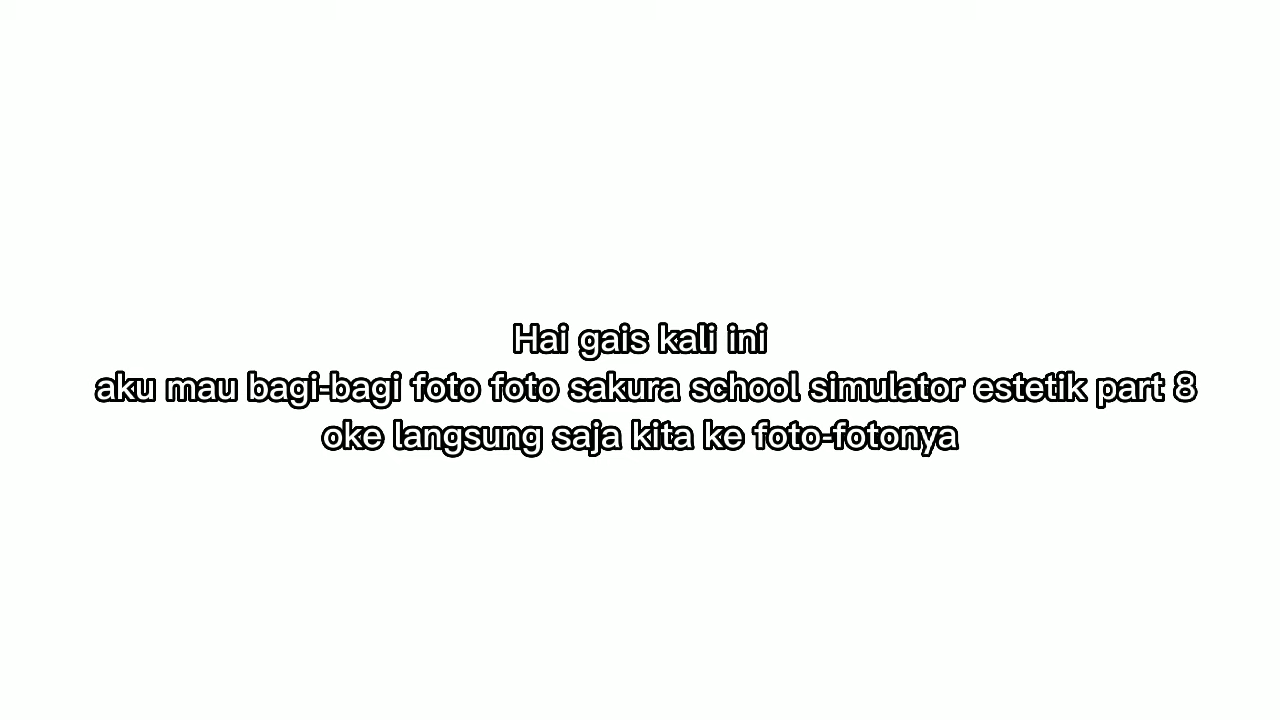 Hai gais kali ini
aku mau bagi-bagi foto foto sakura school simulator estetik part 8
oke langsung saja kita ke foto-fotonya